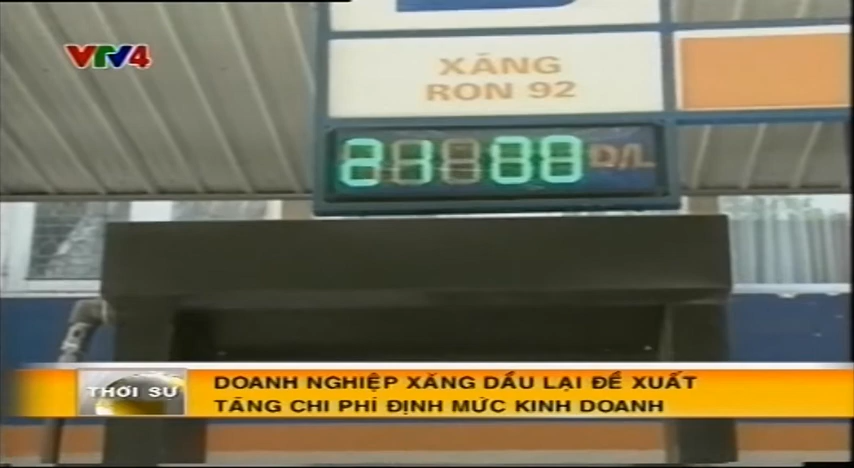 VTV4
XĂNG
RON 92
Đ/L
THỜI SỰ
DOANH NGHIỆP XĂNG DẦU LẠI ĐỀ XUẤT
TĂNG CHI PHÍ ĐỊNH MỨC KINH DOANH